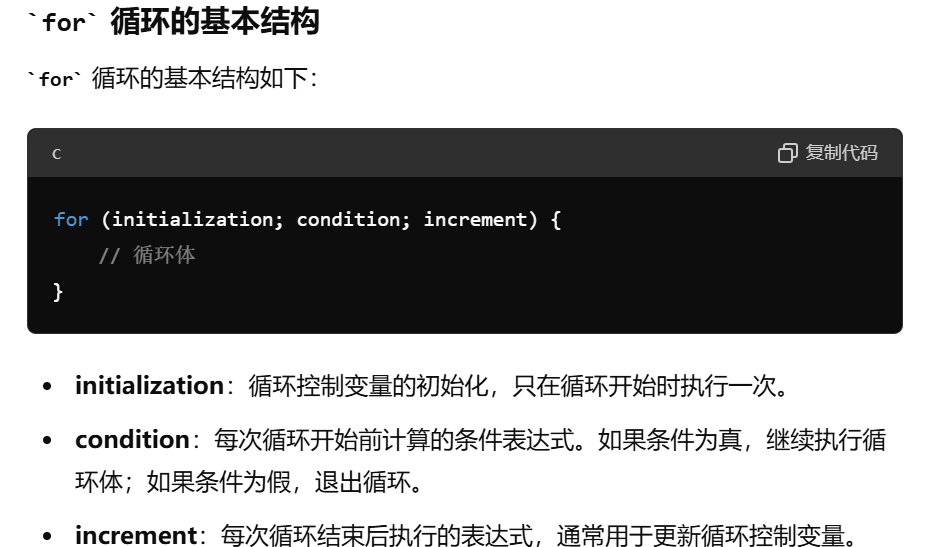 `for` 循环的基本结构
`for` 循环的基本结构如下：
c
复制代码
for (initialization; condition; increment) {
    // 循环体
}
• initialization：循环控制变量的初始化，只在循环开始时执行一次。
• condition：每次循环开始前计算的条件表达式。如果条件为真，继续执行循
环体；如果条件为假，退出循环。
• increment：每次循环结束后执行的表达式，通常用于更新循环控制变量。